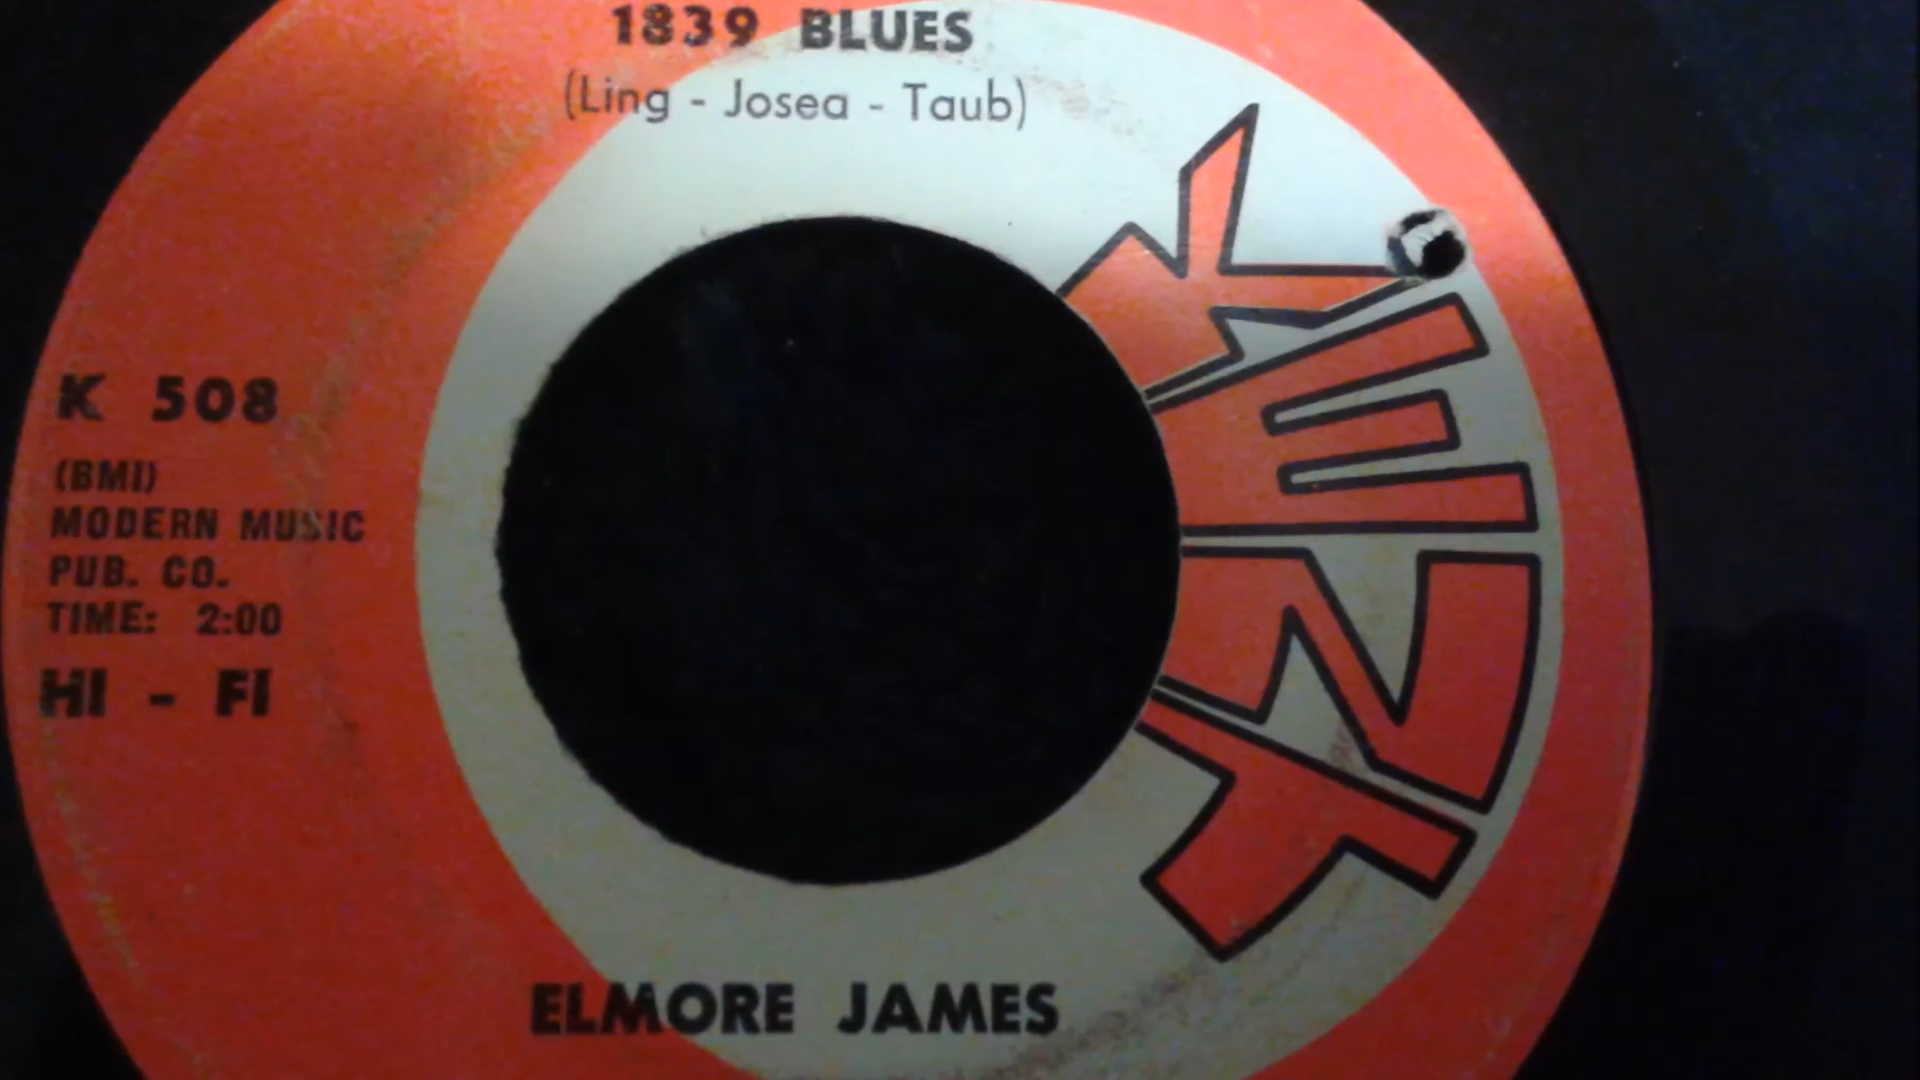 1839 BLUES
(Ling - Josea - Taub)
KENT
K 508
(BMI)
MODERN MUSIC
PUB. CO.
TIME: 2:00
HI - FI
ELMORE JAMES